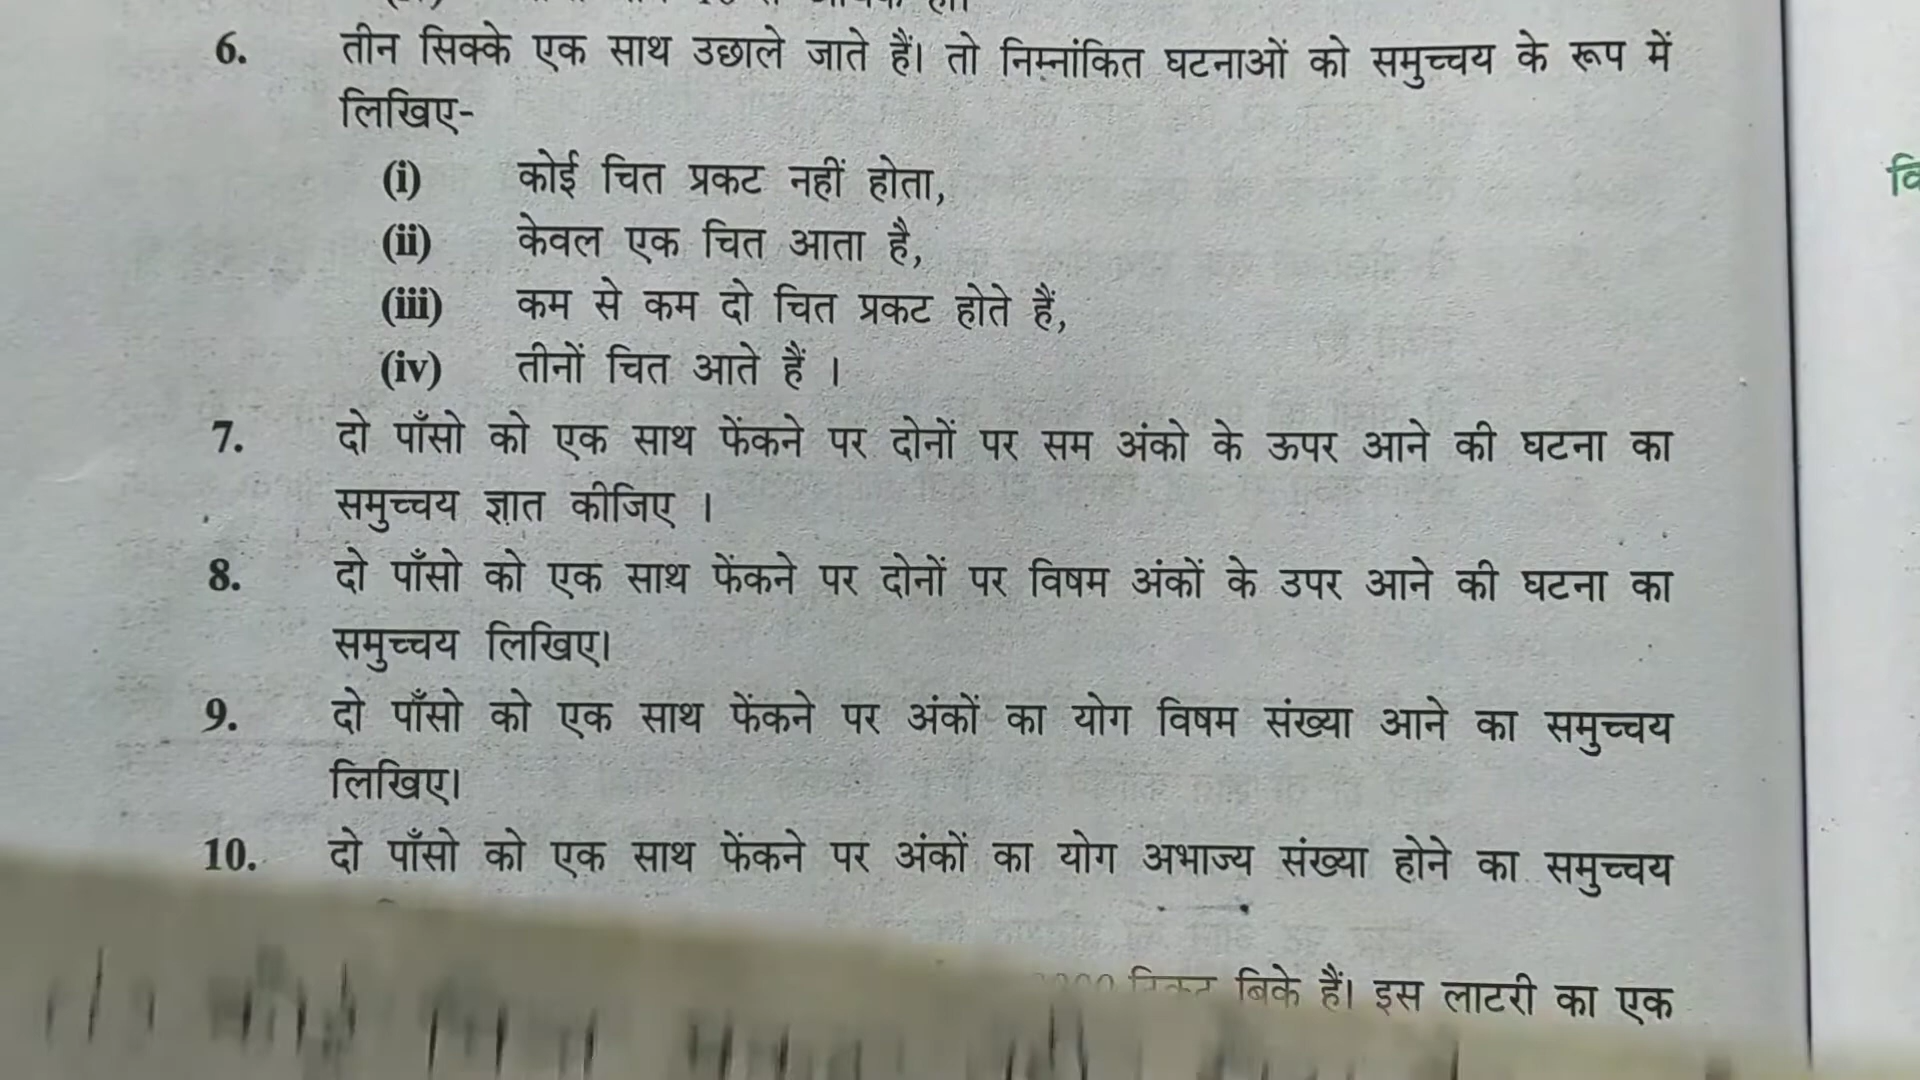 6. तीन सिक्के एक साथ उछाले जाते हैं। तो निम्नांकित घटनाओं को समुच्चय के रूप में
लिखिए-
(i) कोई चित प्रकट नहीं होता,
(ii) केवल एक चित आता है,
(iii) कम से कम दो चित प्रकट होते हैं,
(iv) तीनों चित आते हैं ।
7. दो पाँसो को एक साथ फेंकने पर दोनों पर सम अंको के ऊपर आने की घटना का
समुच्चय ज्ञात कीजिए ।
8. दो पाँसो को एक साथ फेंकने पर दोनों पर विषम अंकों के उपर आने की घटना का
समुच्चय लिखिए।
9. दो पाँसो को एक साथ फेंकने पर अंकों का योग विषम संख्या आने का समुच्चय
लिखिए।
10. दो पाँसो को एक साथ फेंकने पर अंकों का योग अभाज्य संख्या होने का समुच्चय
बिके हैं। इस लाटरी का एक